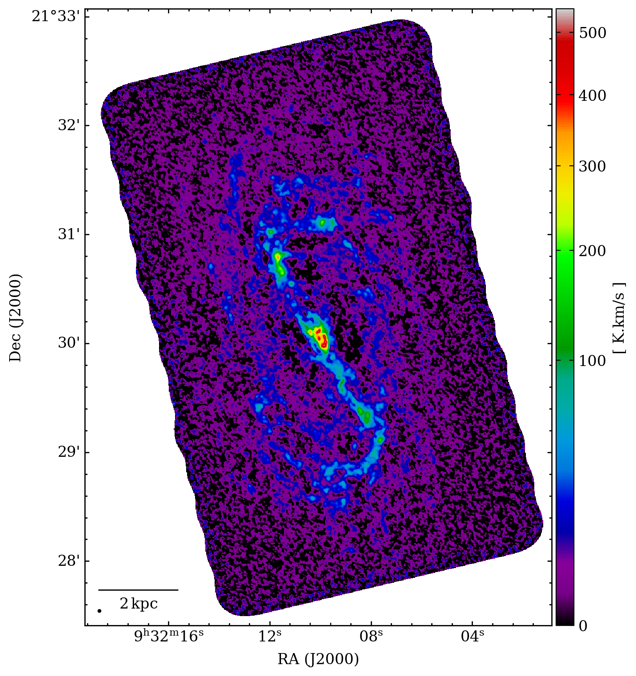 21°33'
32'
31'
30'
29'
28'
Dec (J2000)
2 kpc
9ʰ32ᵐ16ˢ
12ˢ
08ˢ
04ˢ
RA (J2000)
500
400
300
200
100
0
[ K.km/s ]